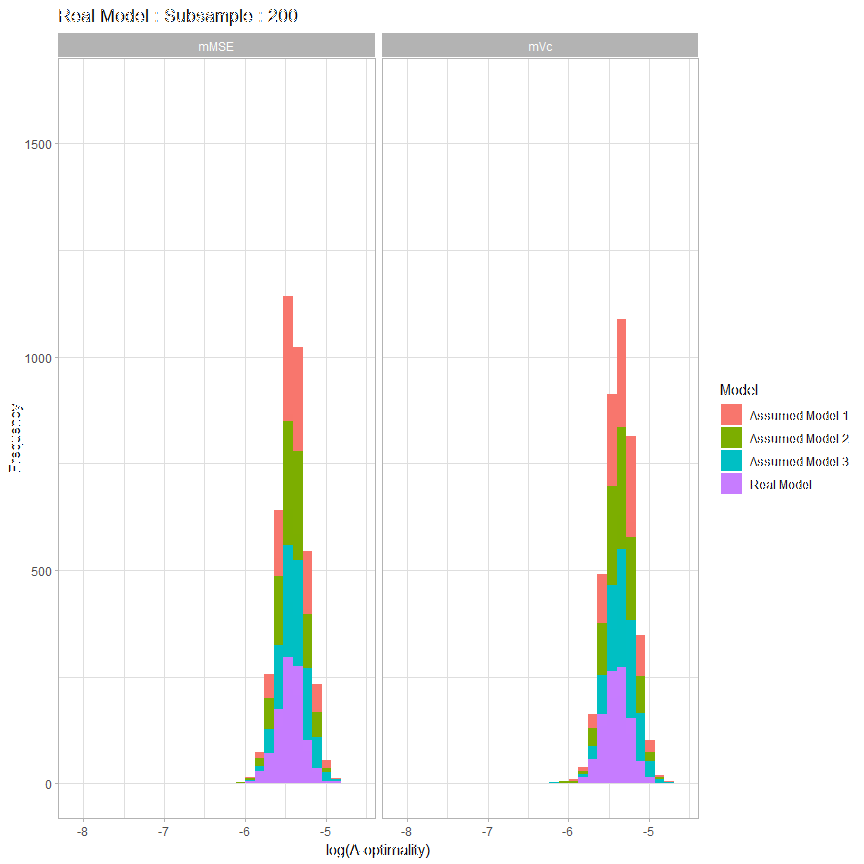 Real Model : Subsample : 200
mMSE
mVc
1500
1000
500
0
Frequency
-8
-7
-6
-5
-8
-7
-6
-5
log(A-optimality)
Model
Assumed Model 1
Assumed Model 2
Assumed Model 3
Real Model